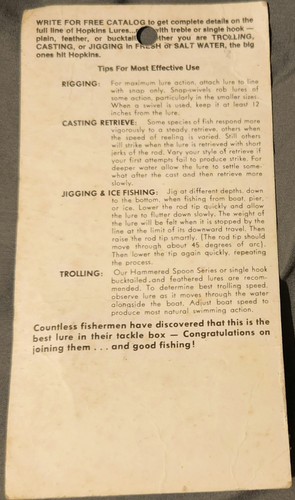 WRITE FOR FREE CATALOG to get complete details on the
full line of Hopkins Lures... with treble or single hook —
plain, feather, or bucktail you are TROLLING,
CASTING, or JIGGING in FRESH or SALT WATER, the big
ones hit Hopkins.
Tips For Most Effective Use
RIGGING: For maximum lure action, attach lure to line
with snap only. Snap-swivels rob lures of
some action, particularly in the smaller sizes.
When a swivel is used, keep it at least 12
inches from the lure.
CASTING RETRIEVE: Some species of fish respond more
vigorously to a steady retrieve, others when
the speed of reeling is varied. Still others
will strike when the lure is retrieved with short
jerks of the rod. Vary your style of retrieve if
your first attempts fail to produce strike. For
deeper water allow the lure to settle some-
what after the cast and then retrieve more
slowly.
JIGGING & ICE FISHING: Jig at different depths, down
to the bottom, when fishing from boat, pier,
or ice. Lower the rod tip quickly and allow
the lure to flutter down slowly. The weight of
the lure will be felt when it is stopped by the
line at the limit of its downward travel. Then
raise the rod tip smartly. (The rod tip should
move through about 45 degrees of arc).
Then lower the tip again quickly, repeating
the process.
TROLLING: Our Hammered Spoon Series or single hook
bucktailed and feathered lures are recom-
mended. To determine best trolling speed,
observe lure as it moves through the water
alongside the boat. Adjust boat speed to
produce most natural swimming action.
Countless fishermen have discovered that this is the
best lure in their tackle box — Congratulations on
joining them . . . and good fishing!